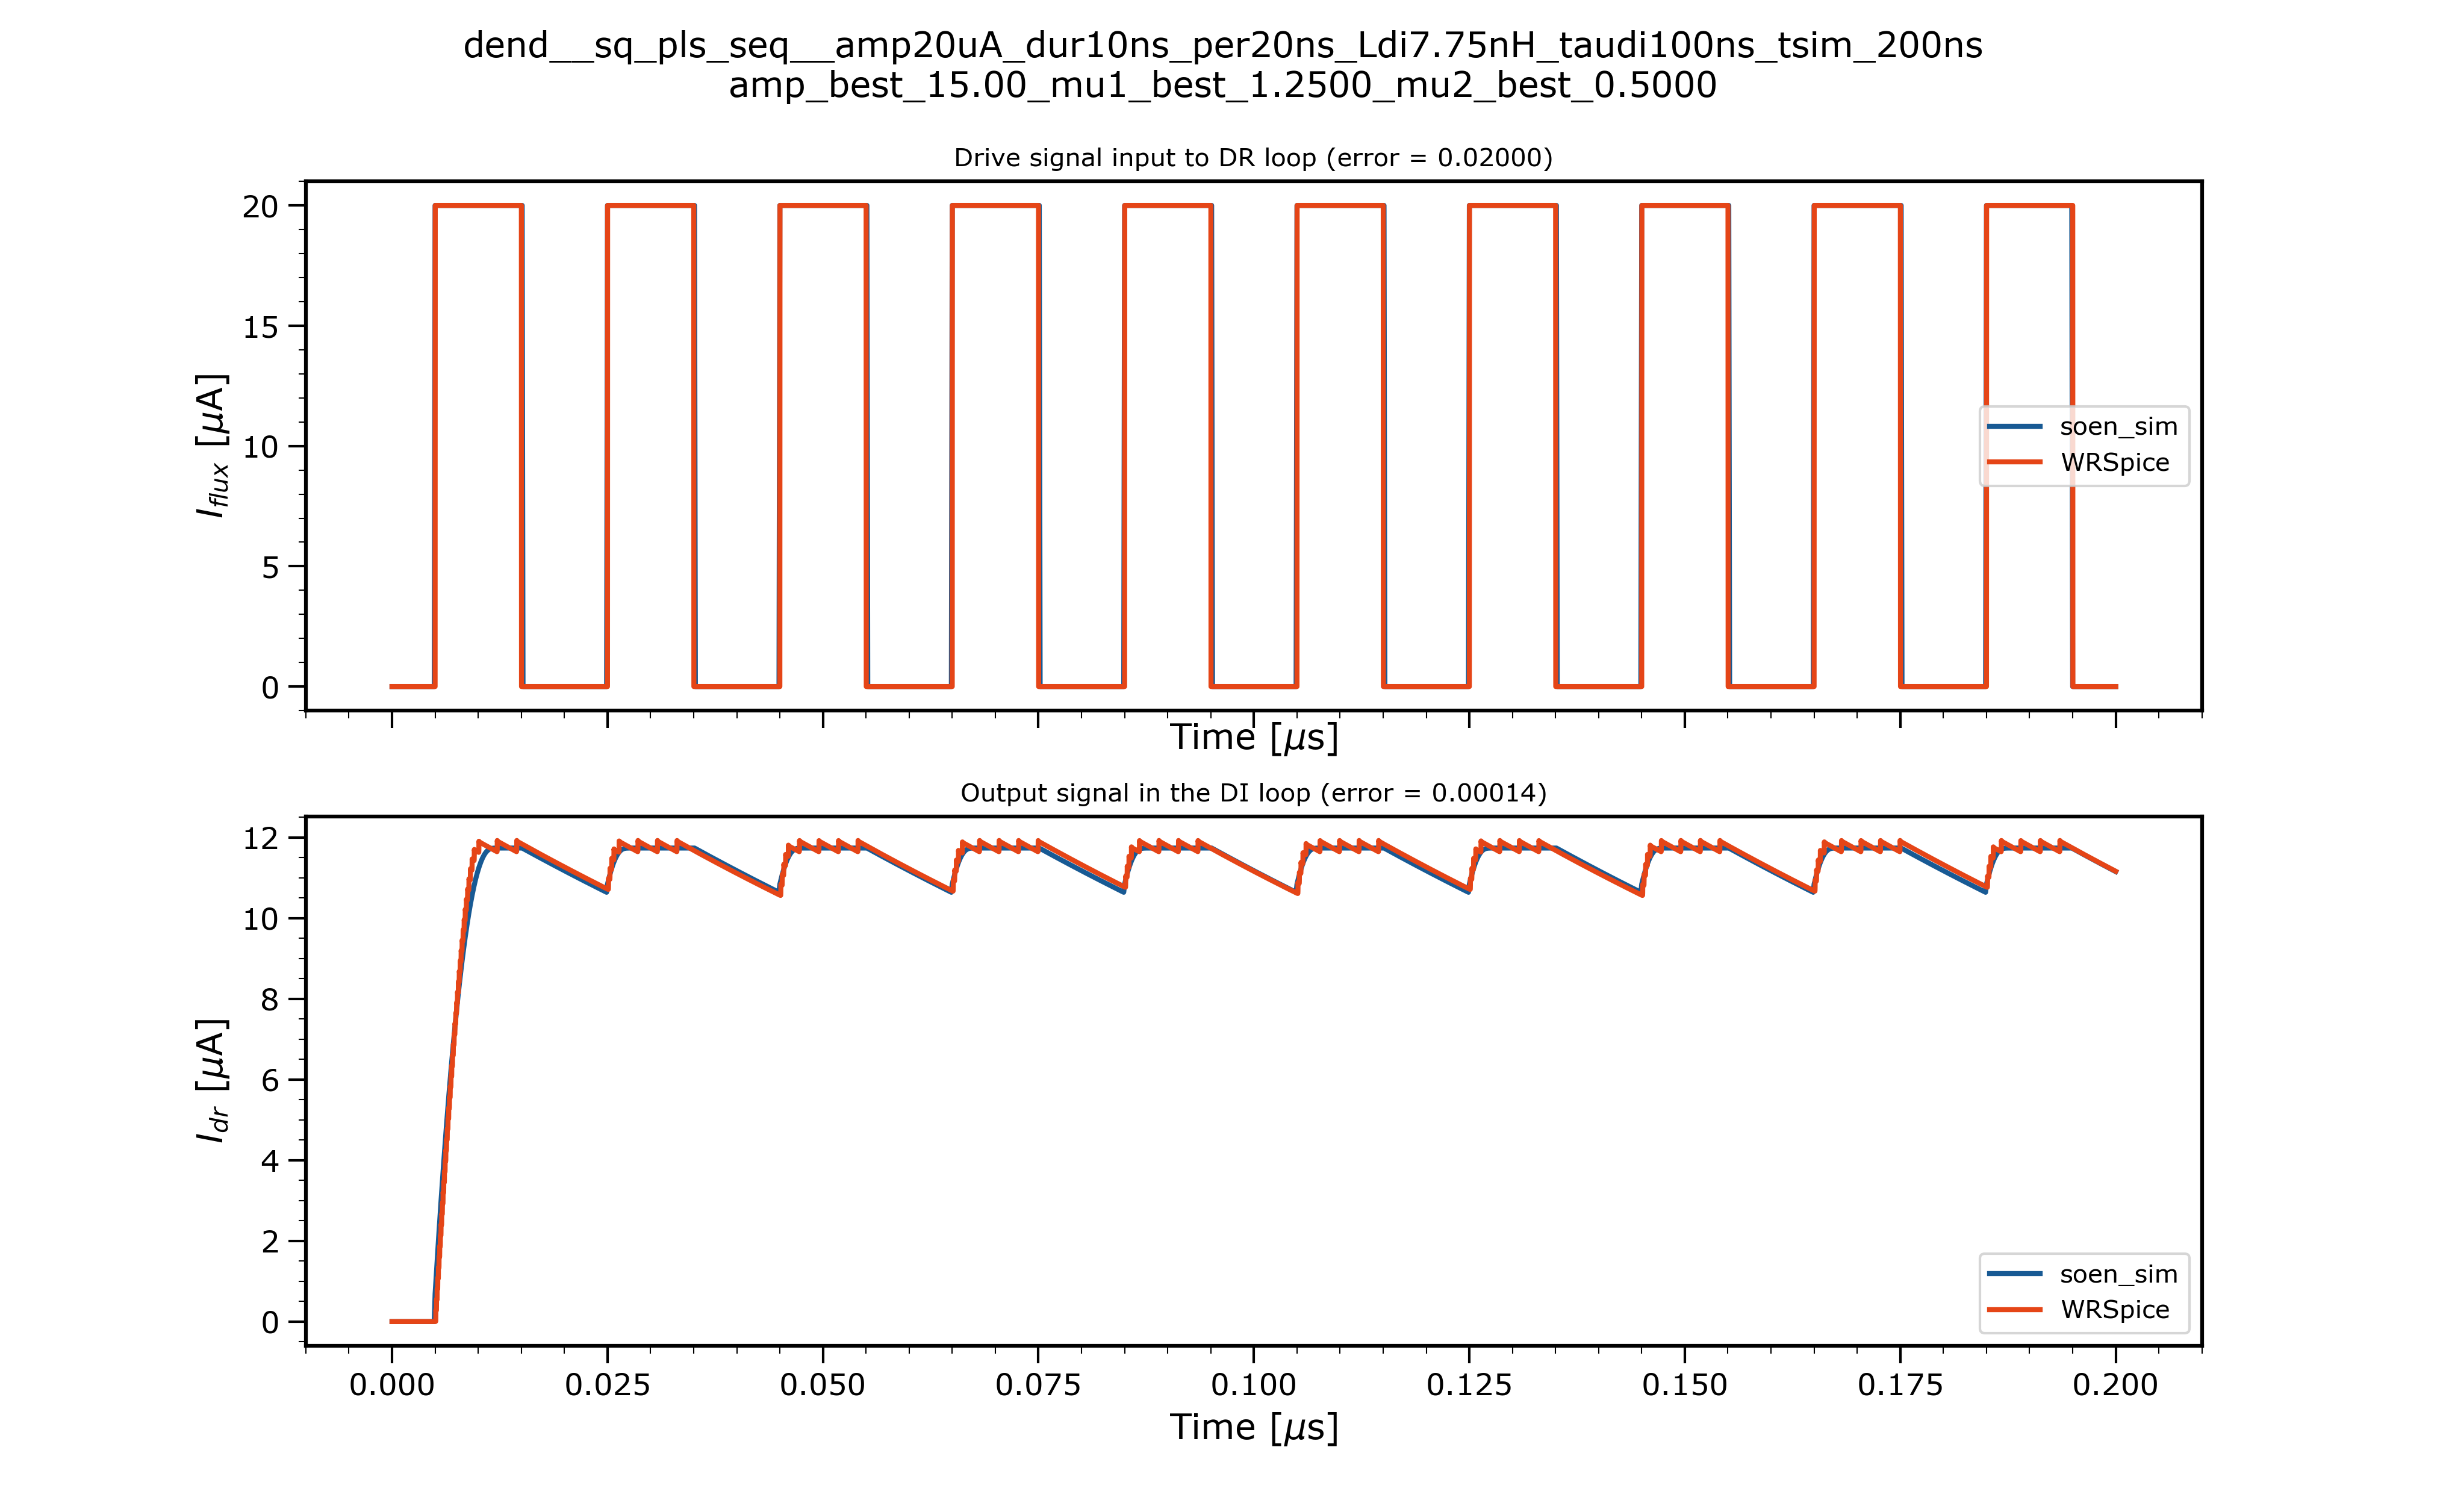 dend__sq_pls_seq__amp20uA_dur10ns_per20ns_Ldi7.75nH_taudi100ns_tsim_200ns
amp_best_15.00_mu1_best_1.2500_mu2_best_0.5000
Drive signal input to DR loop (error = 0.02000)
20
15
10
5
0
I_flux [μA]
soen_sim
WRSpice
Time [μs]
Output signal in the DI loop (error = 0.00014)
12
10
8
6
4
2
0
I_dr [μA]
soen_sim
WRSpice
0.000 0.025 0.050 0.075 0.100 0.125 0.150 0.175 0.200
Time [μs]